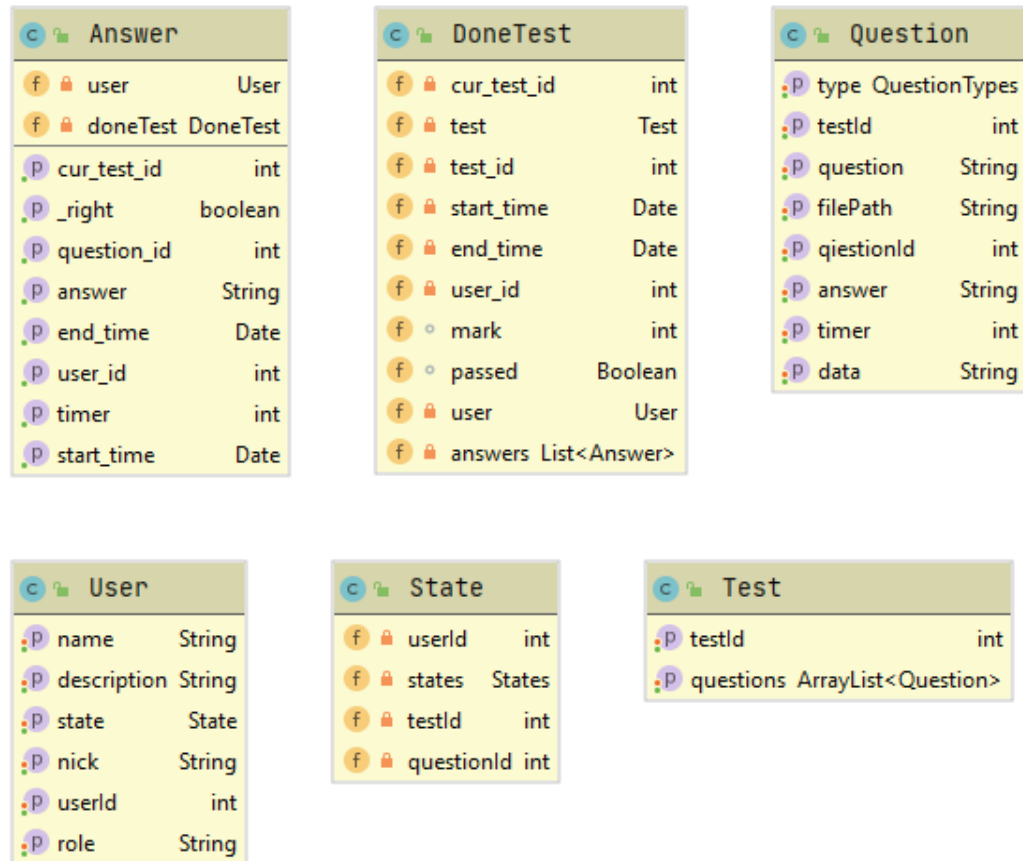 Answer
user User
doneTest DoneTest
cur_test_id int
_right boolean
question_id int
answer String
end_time Date
user_id int
timer int
start_time Date
DoneTest
cur_test_id int
test Test
test_id int
start_time Date
end_time Date
user_id int
mark int
passed Boolean
user User
answers List<Answer>
Question
type QuestionTypes
testId int
question String
filePath String
qiestionId int
answer String
timer int
data String
User
name String
description String
state State
nick String
userId int
role String
State
userId int
states States
testId int
questionId int
Test
testId int
questions ArrayList<Question>